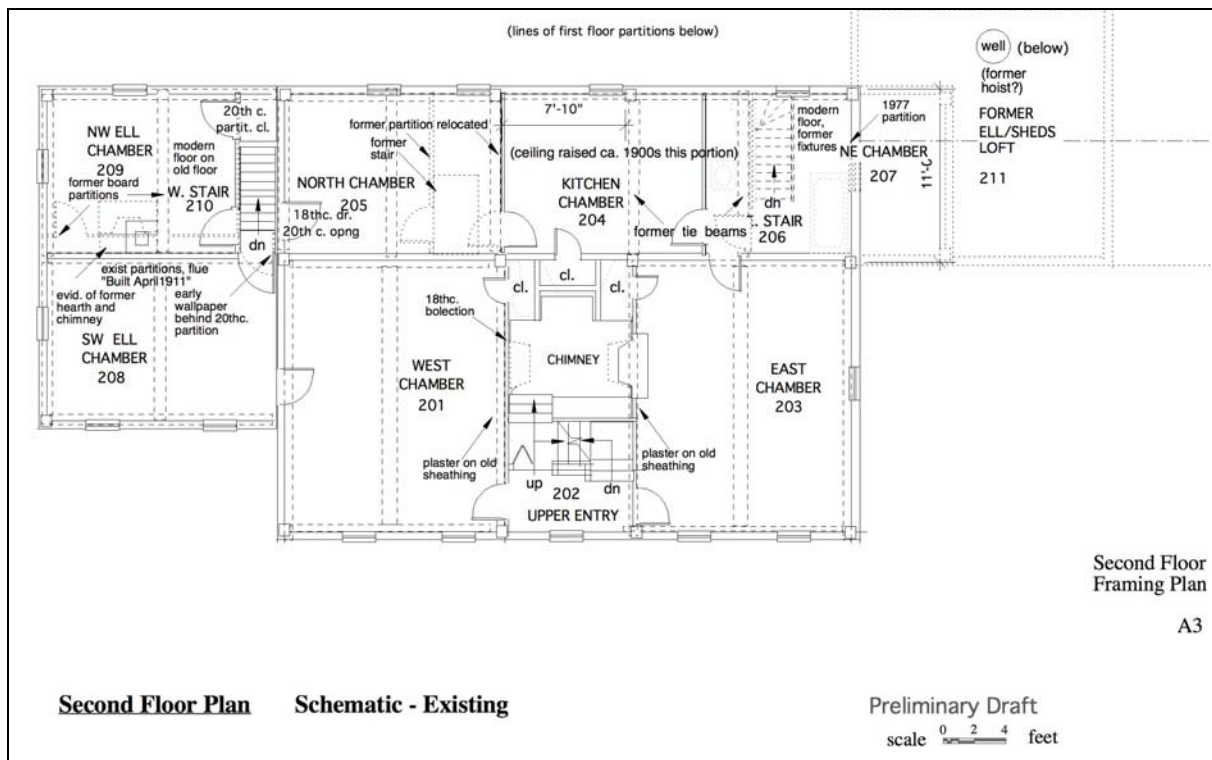 (lines of first floor partitions below)
well (below)
(former
hoist?)
FORMER
ELL/SHEDS
LOFT
211
1977
partition
NE CHAMBER
207
11'-0"
modern
floor,
former
fixtures
dn
.. STAIR
206
7'-10"
(ceiling raised ca. 1900s this portion)
KITCHEN
CHAMBER
204
former tie beams
former partition relocated
former
stair
NORTH CHAMBER
205
18thc. dr.
20th c. opng
20th c.
partit. cl.
NW ELL
CHAMBER
209
modern
floor on
old floor
former board
partitions
W. STAIR
210
dn
exist partitions, flue
"Built April1911"
evid. of former
hearth and
chimney
early
wallpaper
behind 20thc.
partition
SW ELL
CHAMBER
208
cl.
cl.
cl.
18thc.
bolection
CHIMNEY
WEST
CHAMBER
201
EAST
CHAMBER
203
plaster on old
sheathing
plaster on old
sheathing
up
202
dn
UPPER ENTRY
Second Floor
Framing Plan
A3
Second Floor Plan Schematic - Existing
Preliminary Draft
scale 0 2 4 feet